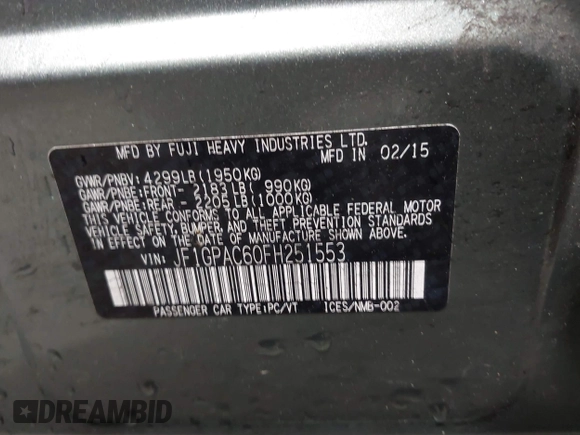 MFD BY FUJI HEAVY INDUSTRIES LTD.
MFD IN 02/15
GVWR/PNBV: 4299LB(1950KG)
GAWR/PNBE:FRONT- 2183LB( 990KG)
GAWR/PNBE:REAR - 2205LB(1000KG)
THIS VEHICLE CONFORMS TO ALL APPLICABLE FEDERAL MOTOR
VEHICLE SAFETY, BUMPER, AND THEFT PREVENTION STANDARDS
IN EFFECT ON THE DATE OF MANUFACTURE SHOWN ABOVE.
VIN: JF1GPAC60FH251553
PASSENGER CAR TYPE:PC/VT ICES/NMB-002
DREAMBID